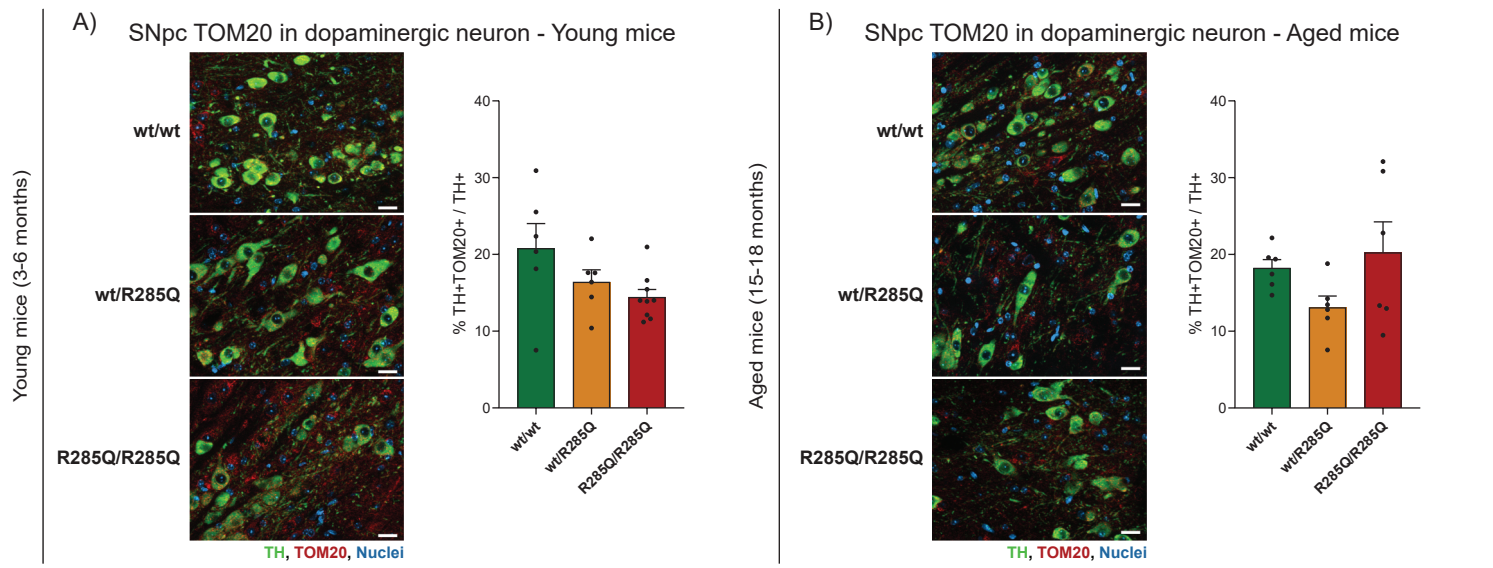 A)
SNpc TOM20 in dopaminergic neuron - Young mice
Young mice (3-6 months)
wt/wt
wt/R285Q
R285Q/R285Q
TH, TOM20, Nuclei
% TH+TOM20+ / TH+
40
30
20
10
0
wt/wt
wt/R285Q
R285Q/R285Q
B)
SNpc TOM20 in dopaminergic neuron - Aged mice
Aged mice (15-18 months)
wt/wt
wt/R285Q
R285Q/R285Q
TH, TOM20, Nuclei
% TH+TOM20+ / TH+
40
30
20
10
0
wt/wt
wt/R285Q
R285Q/R285Q